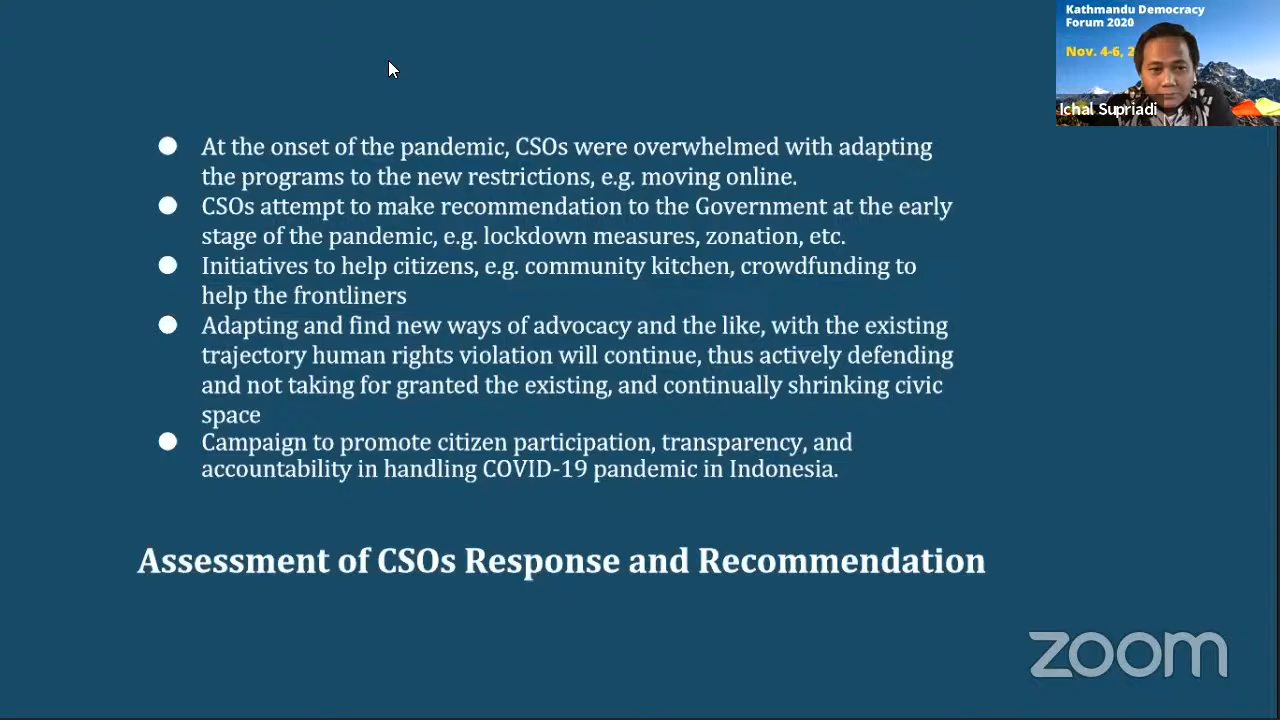 Kathmandu Democracy
Forum 2020
Nov. 4-6, 2
Ichal Supriadi
● At the onset of the pandemic, CSOs were overwhelmed with adapting
the programs to the new restrictions, e.g. moving online.
● CSOs attempt to make recommendation to the Government at the early
stage of the pandemic, e.g. lockdown measures, zonation, etc.
● Initiatives to help citizens, e.g. community kitchen, crowdfunding to
help the frontliners
● Adapting and find new ways of advocacy and the like, with the existing
trajectory human rights violation will continue, thus actively defending
and not taking for granted the existing, and continually shrinking civic
space
● Campaign to promote citizen participation, transparency, and
accountability in handling COVID-19 pandemic in Indonesia.
Assessment of CSOs Response and Recommendation
zoom